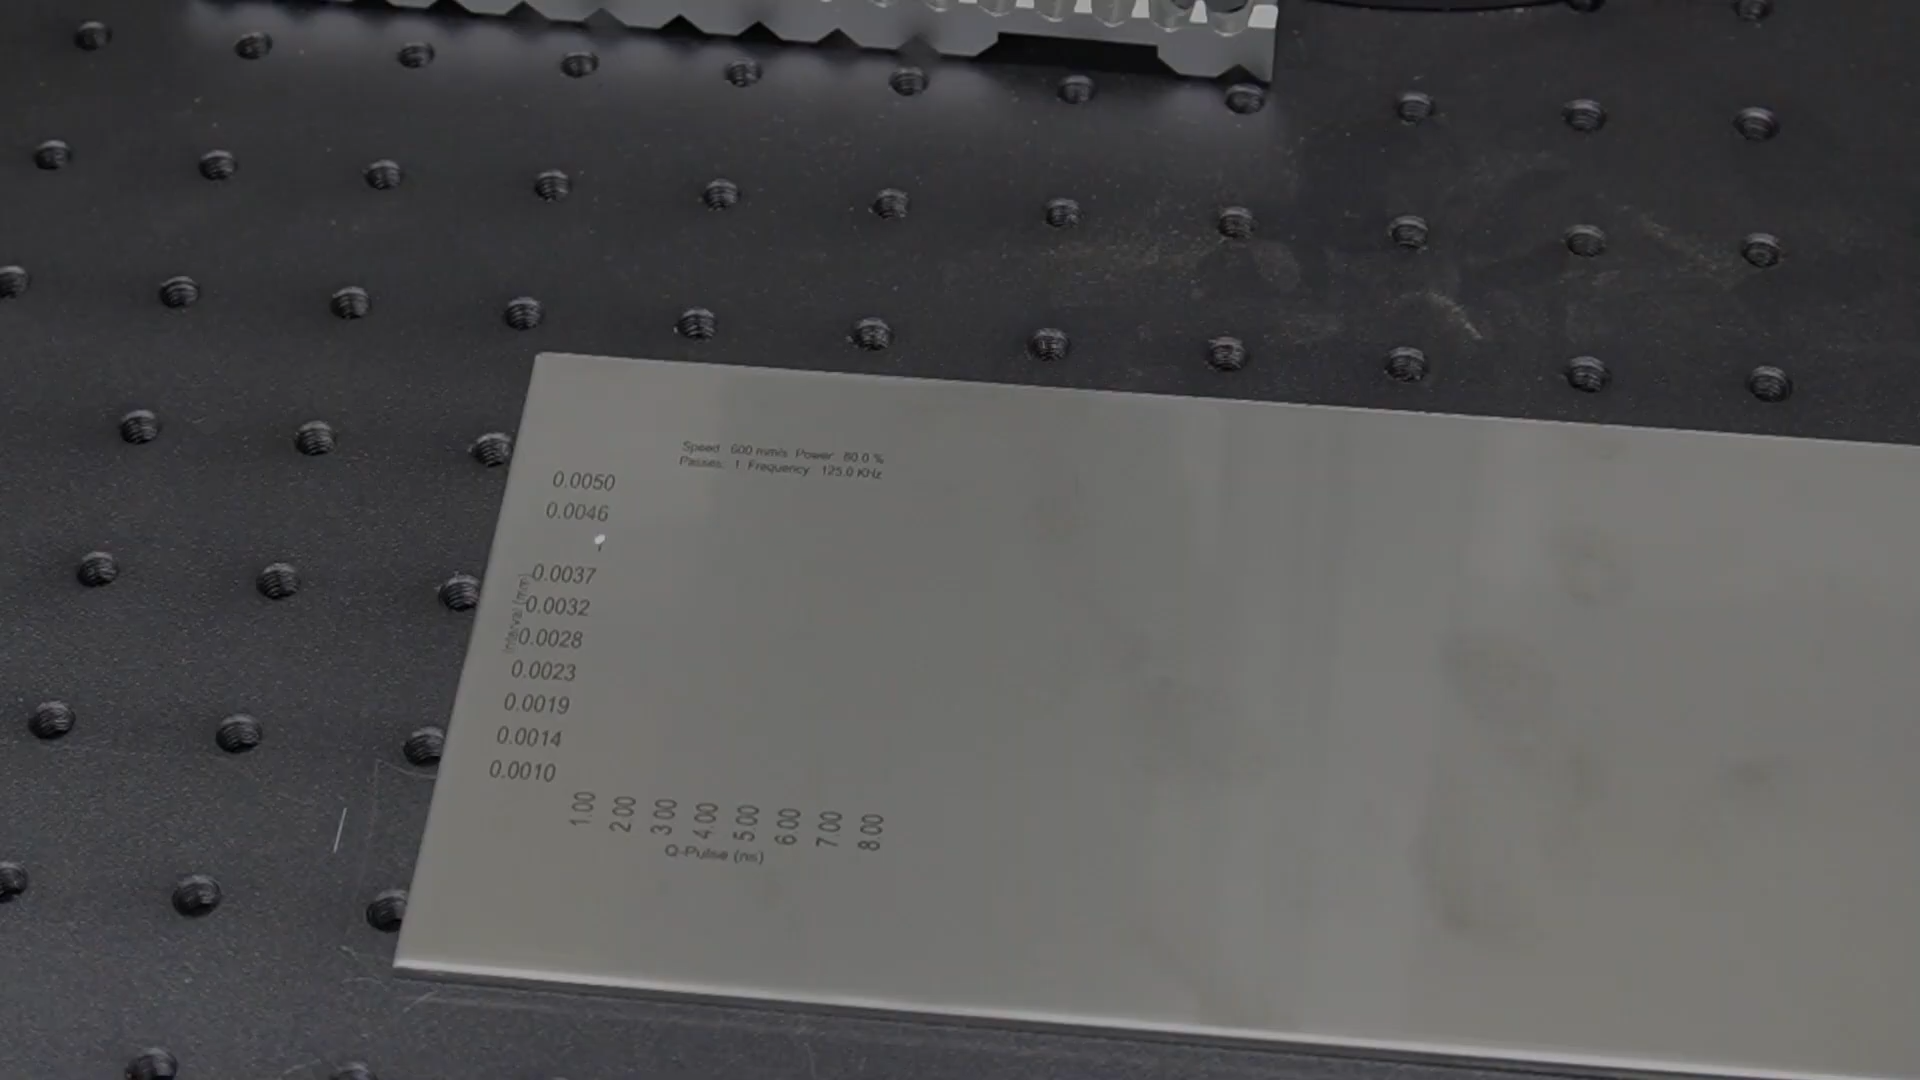 Speed: 600 mm/s Power: 80.0 %
Passes: 1 Frequency: 125.0 KHz
0.0050
0.0046
0.0037
0.0032
0.0028
0.0023
0.0019
0.0014
0.0010
Interval (mm)
1.00 2.00 3.00 4.00 5.00 6.00 7.00 8.00
Q-Pulse (ns)